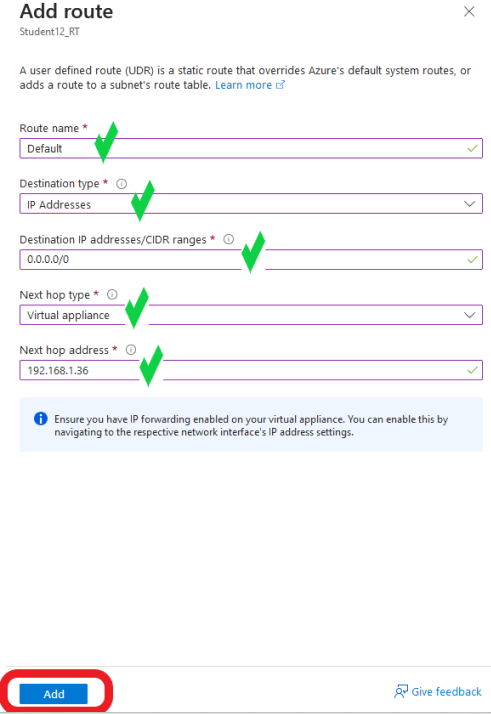 Add route
Student12_RT
A user defined route (UDR) is a static route that overrides Azure's default system routes, or
adds a route to a subnet's route table. Learn more
Route name *
Default
Destination type *
IP Addresses
Destination IP addresses/CIDR ranges *
0.0.0.0/0
Next hop type *
Virtual appliance
Next hop address *
192.168.1.36
Ensure you have IP forwarding enabled on your virtual appliance. You can enable this by
navigating to the respective network interface's IP address settings.
Add
Give feedback